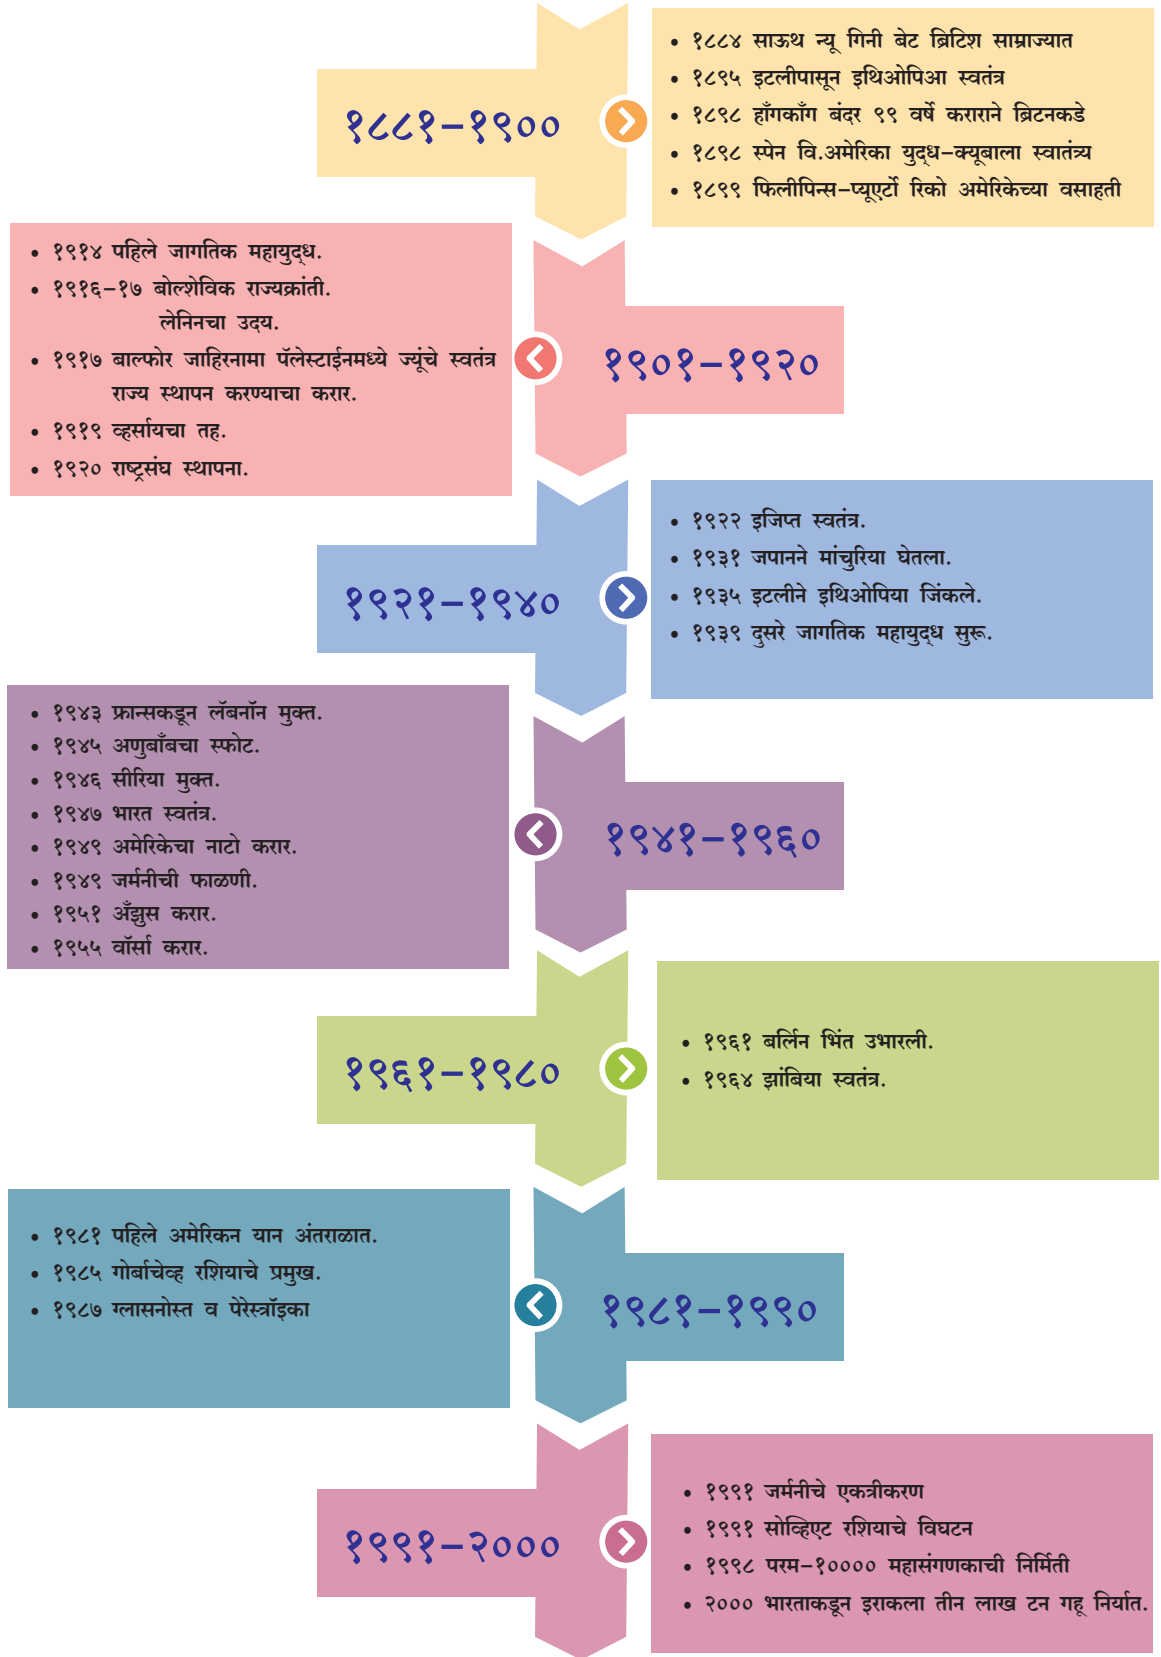 १८८१–१९००
• १८८४ साऊथ न्यू गिनी बेट ब्रिटिश साम्राज्यात
• १८९५ इटलीपासून इथिओपिआ स्वतंत्र
• १८९८ हाँगकाँग बंदर ९९ वर्षे कराराने ब्रिटनकडे
• १८९८ स्पेन वि.अमेरिका युद्ध–क्यूबाला स्वातंत्र्य
• १८९९ फिलीपिन्स–प्यूएर्टो रिको अमेरिकेच्या वसाहती
१९०१–१९२०
• १९१४ पहिले जागतिक महायुद्ध.
• १९१६–१७ बोल्शेविक राज्यक्रांती.
लेनिनचा उदय.
• १९१७ बाल्फोर जाहिरनामा पॅलेस्टाईनमध्ये ज्यूंचे स्वतंत्र
राज्य स्थापन करण्याचा करार.
• १९१९ व्हर्सायचा तह.
• १९२० राष्ट्रसंघ स्थापना.
१९२१–१९४०
• १९२२ इजिप्त स्वतंत्र.
• १९३१ जपानने मांचुरिया घेतला.
• १९३५ इटलीने इथिओपिया जिंकले.
• १९३९ दुसरे जागतिक महायुद्ध सुरू.
१९४१–१९६०
• १९४३ फ्रान्सकडून लॅबनॉन मुक्त.
• १९४५ अणुबाँबचा स्फोट.
• १९४६ सीरिया मुक्त.
• १९४७ भारत स्वतंत्र.
• १९४९ अमेरिकेचा नाटो करार.
• १९४९ जर्मनीची फाळणी.
• १९५१ अँझुस करार.
• १९५५ वॉर्सा करार.
१९६१–१९८०
• १९६१ बर्लिन भिंत उभारली.
• १९६४ झांबिया स्वतंत्र.
१९८१–१९९०
• १९८१ पहिले अमेरिकन यान अंतराळात.
• १९८५ गोर्बाचेव्ह रशियाचे प्रमुख.
• १९८७ ग्लासनोस्त व पेरेस्त्रॉइका
१९९१–२०००
• १९९१ जर्मनीचे एकत्रीकरण
• १९९१ सोव्हिएट रशियाचे विघटन
• १९९८ परम–१०००० महासंगणकाची निर्मिती
• २००० भारताकडून इराकला तीन लाख टन गहू निर्यात.